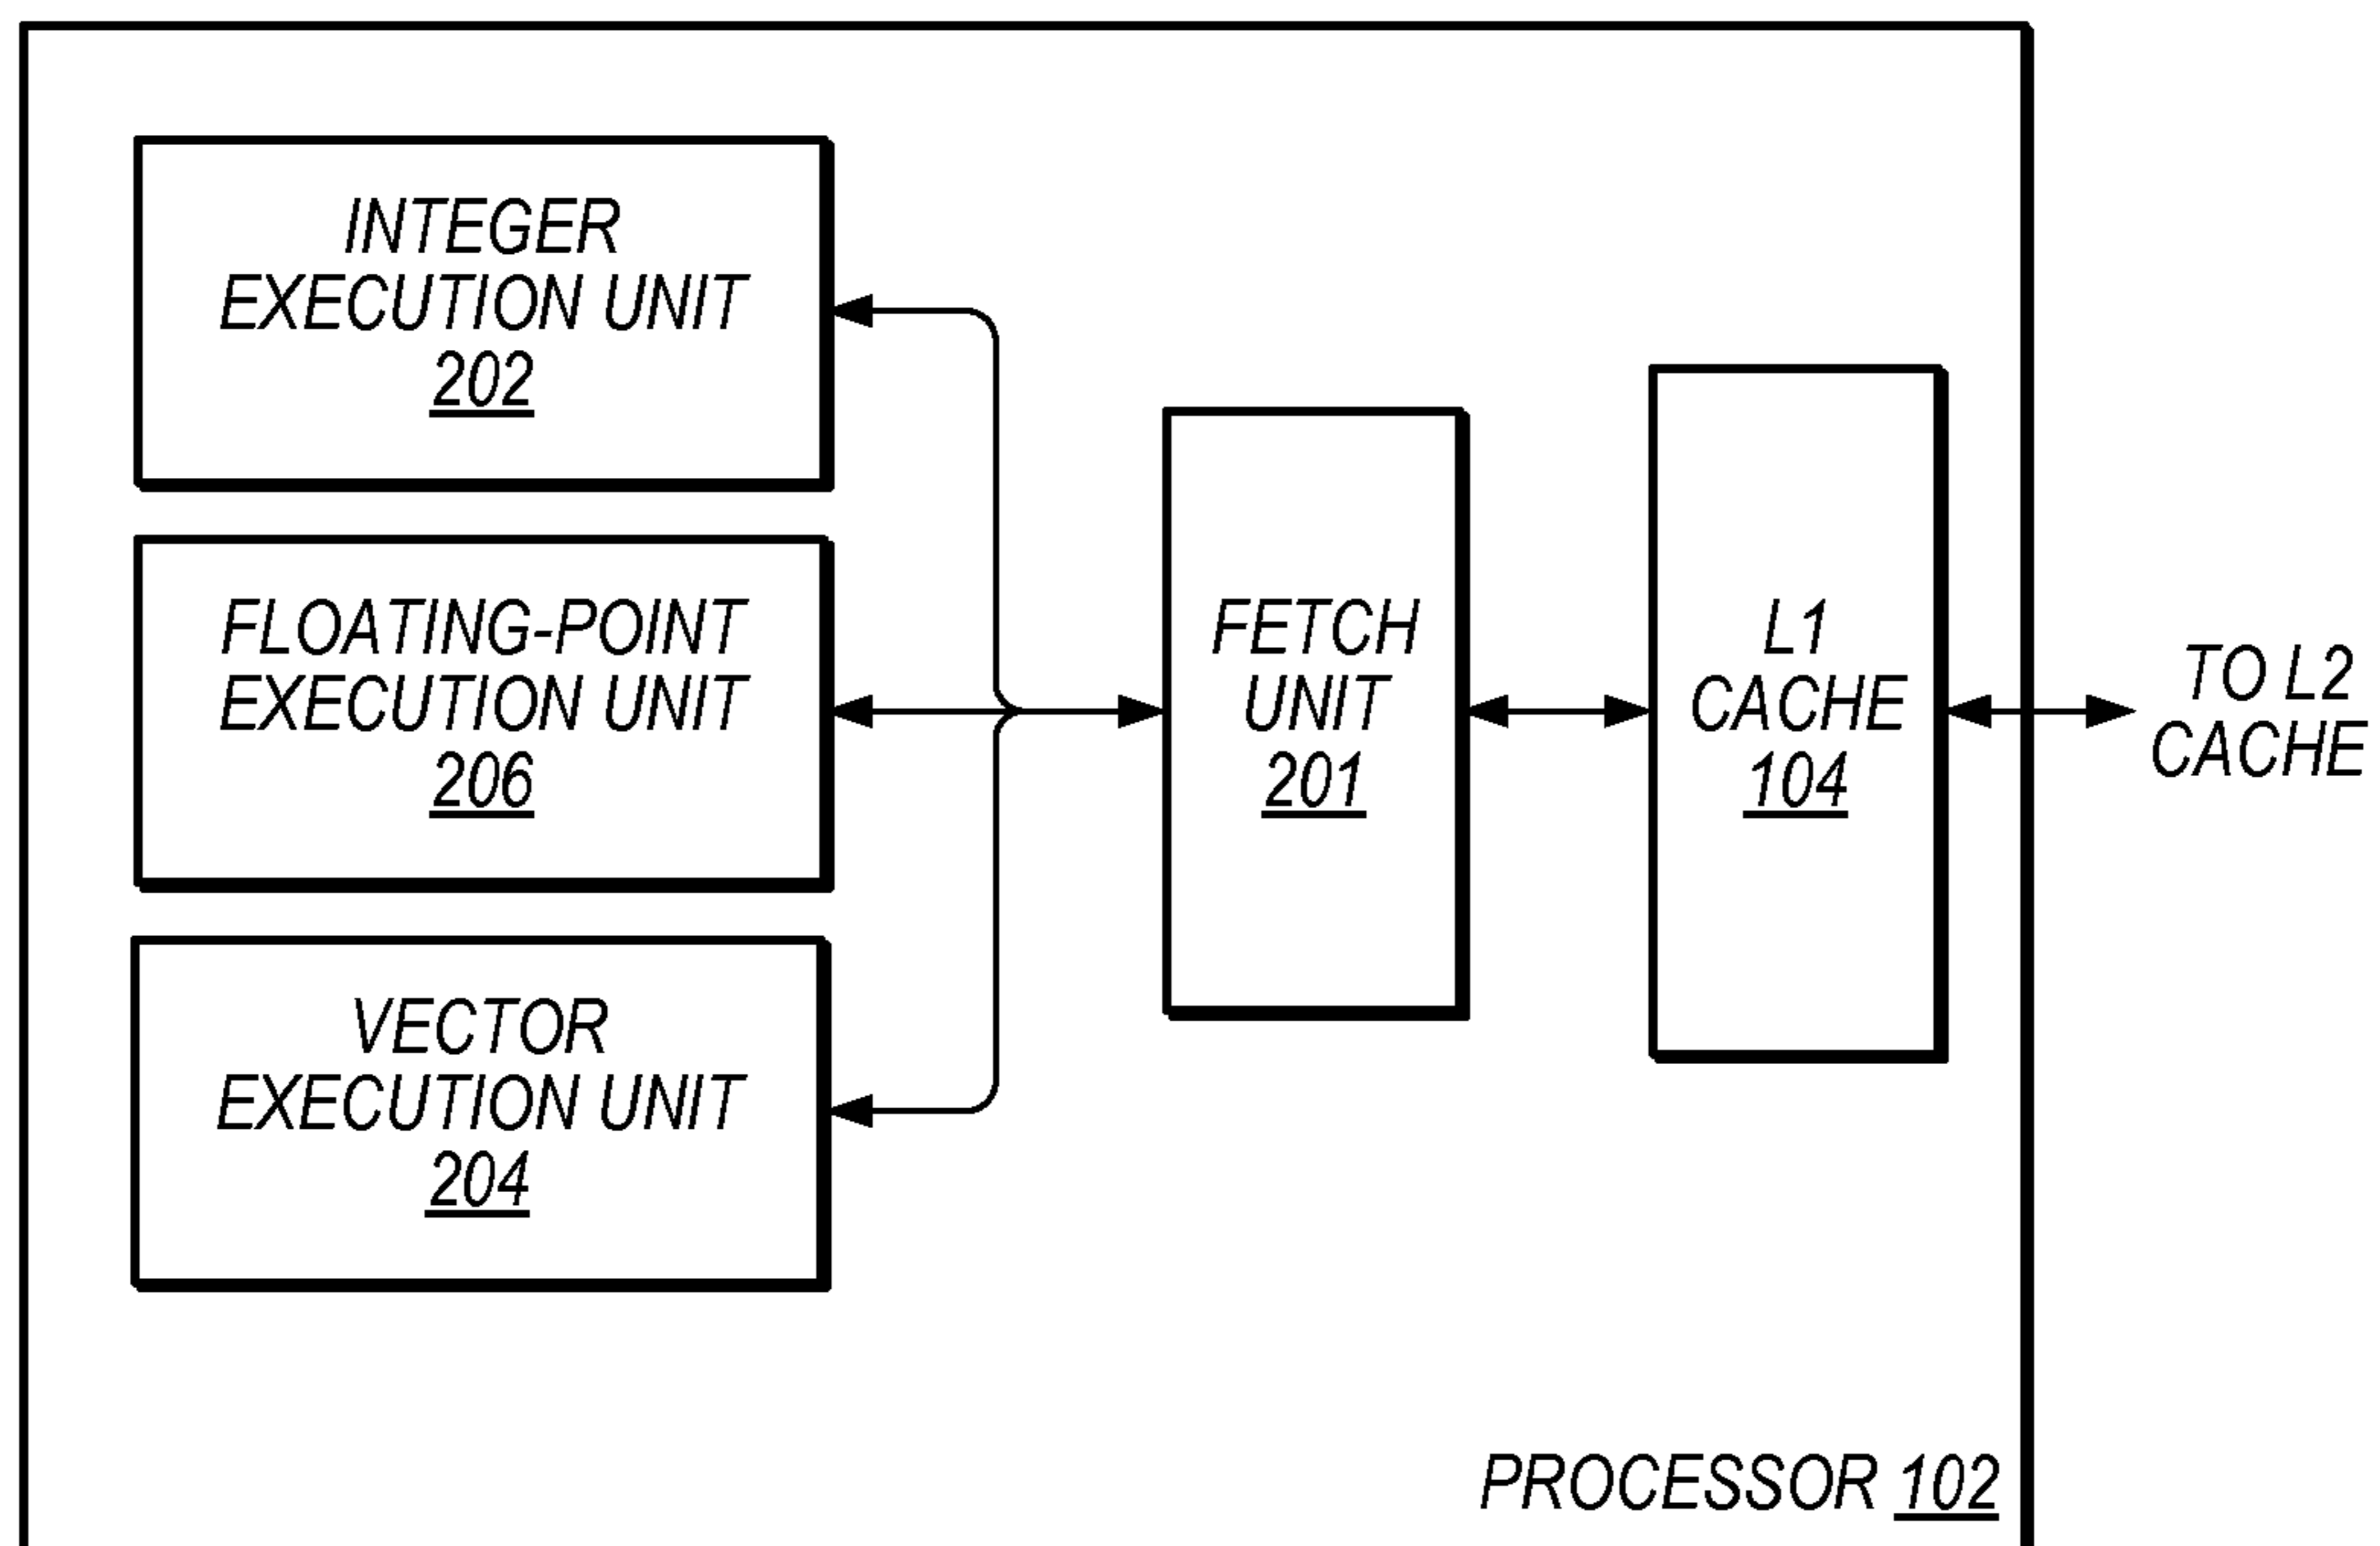 INTEGER
EXECUTION UNIT
202
FLOATING-POINT
EXECUTION UNIT
206
VECTOR
EXECUTION UNIT
204
FETCH
UNIT
201
L1
CACHE
104
TO L2
CACHE
PROCESSOR 102